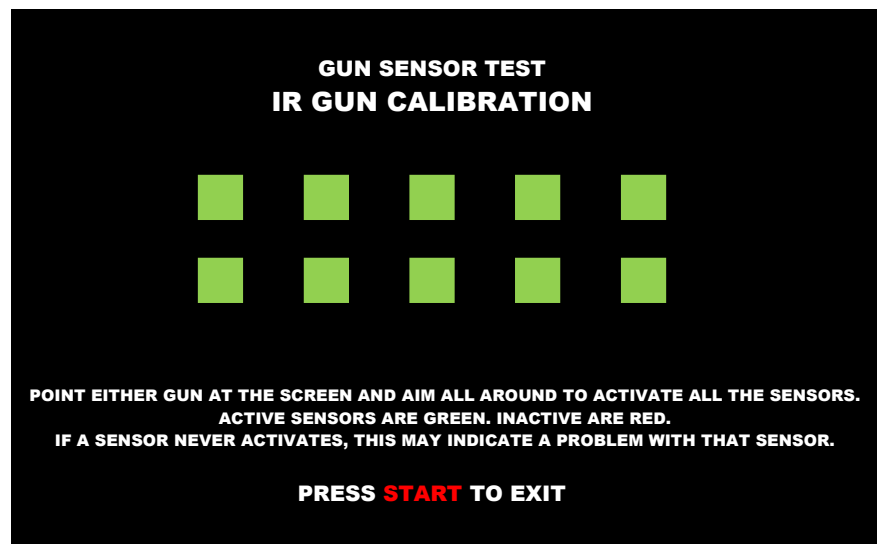 GUN SENSOR TEST
IR GUN CALIBRATION
POINT EITHER GUN AT THE SCREEN AND AIM ALL AROUND TO ACTIVATE ALL THE SENSORS.
ACTIVE SENSORS ARE GREEN. INACTIVE ARE RED.
IF A SENSOR NEVER ACTIVATES, THIS MAY INDICATE A PROBLEM WITH THAT SENSOR.
PRESS START TO EXIT